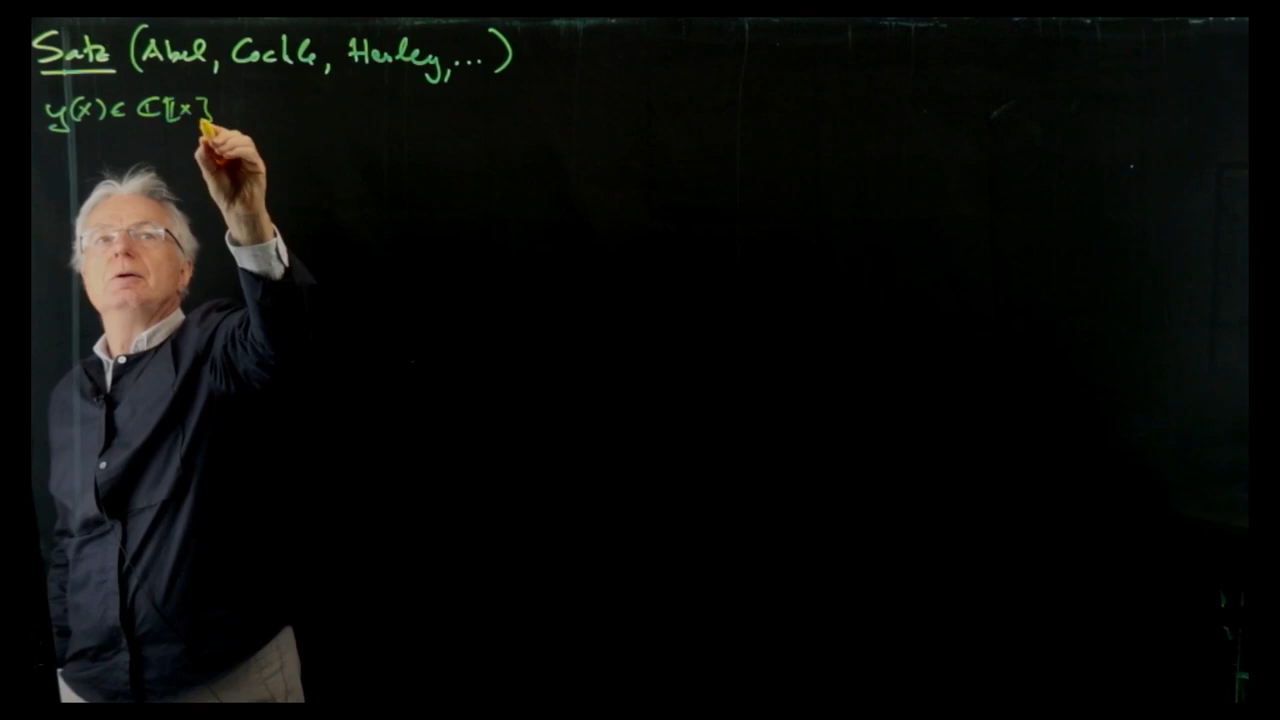 Satz (Abel, Cockle, Harley,...)
y(x) ∈ ℂ⟦x]